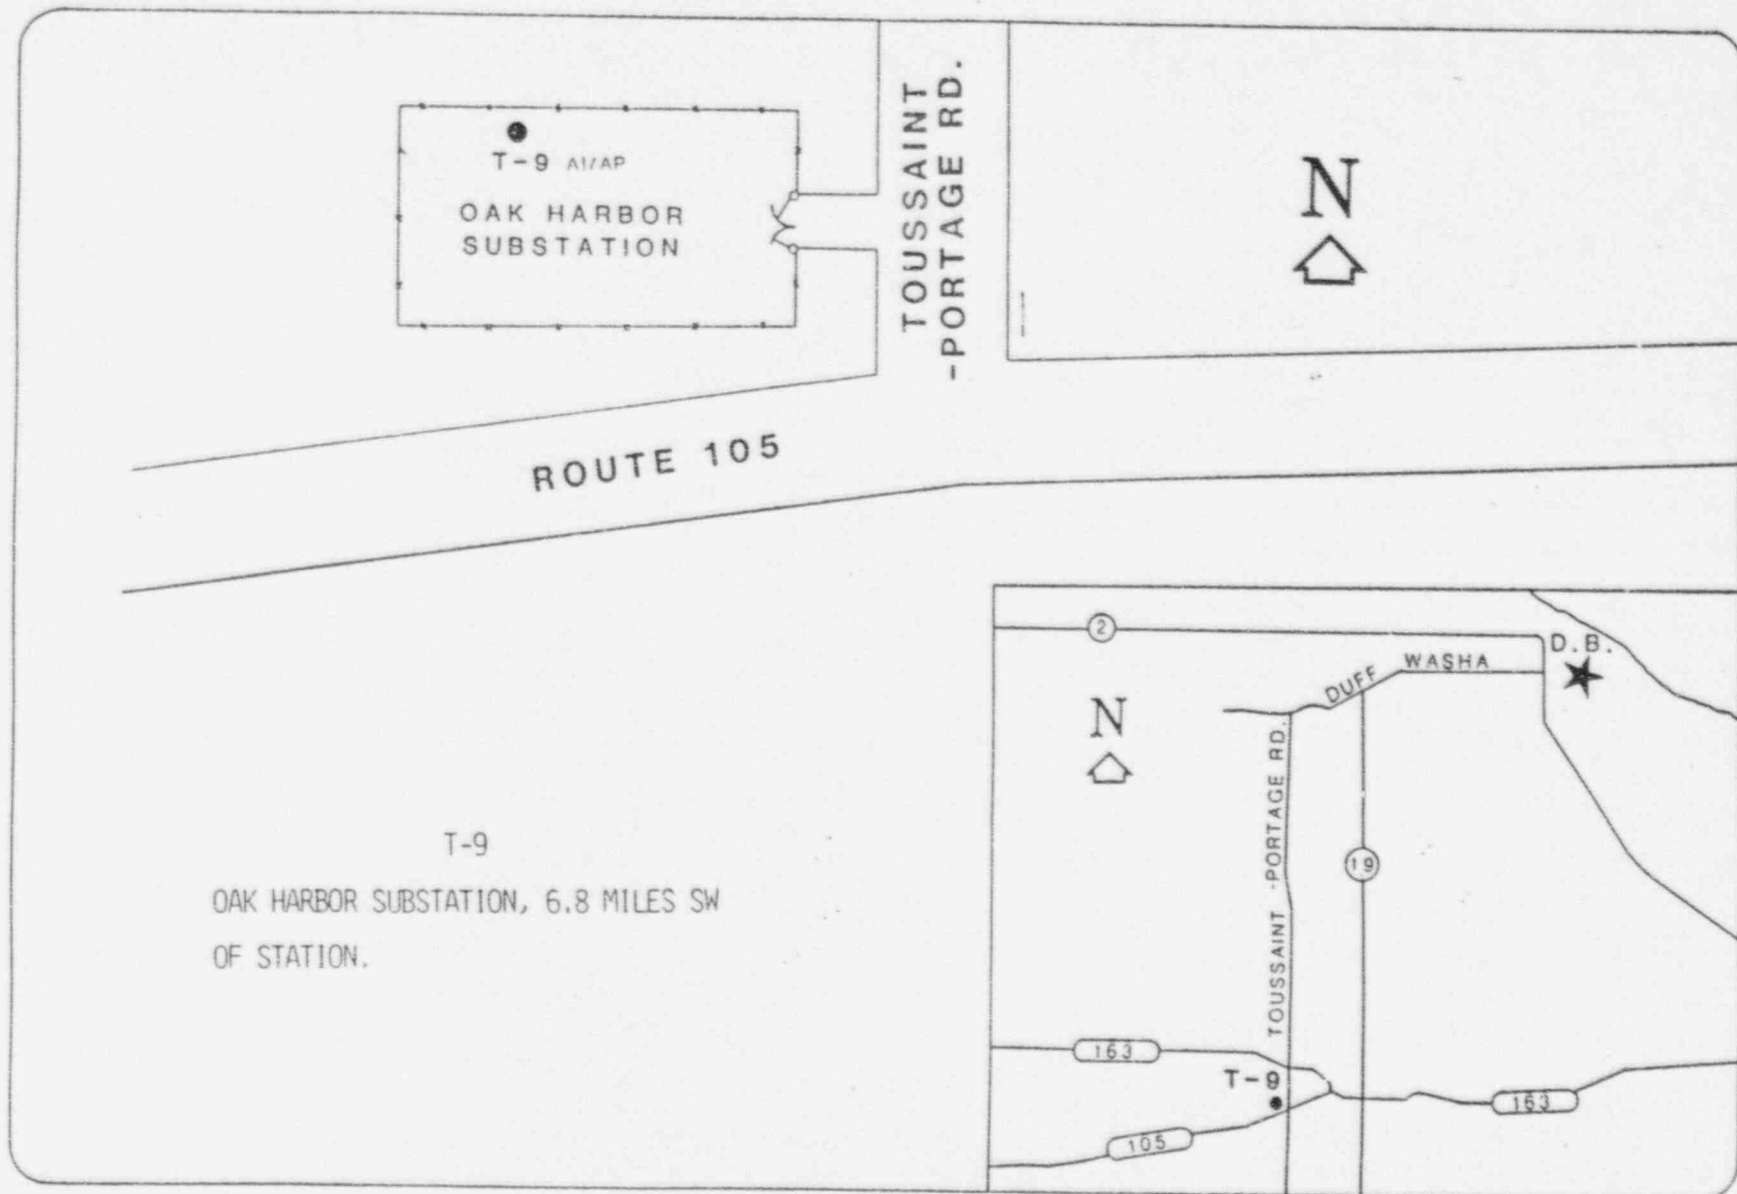 T-9 AI/AP
OAK HARBOR
SUBSTATION
TOUSSAINT
-PORTAGE RD.
N
ROUTE 105
T-9
OAK HARBOR SUBSTATION, 6.8 MILES SW
OF STATION.
2
D.B.
DUFF WASHA
N
TOUSSAINT -PORTAGE RD.
19
163
T-9
163
105